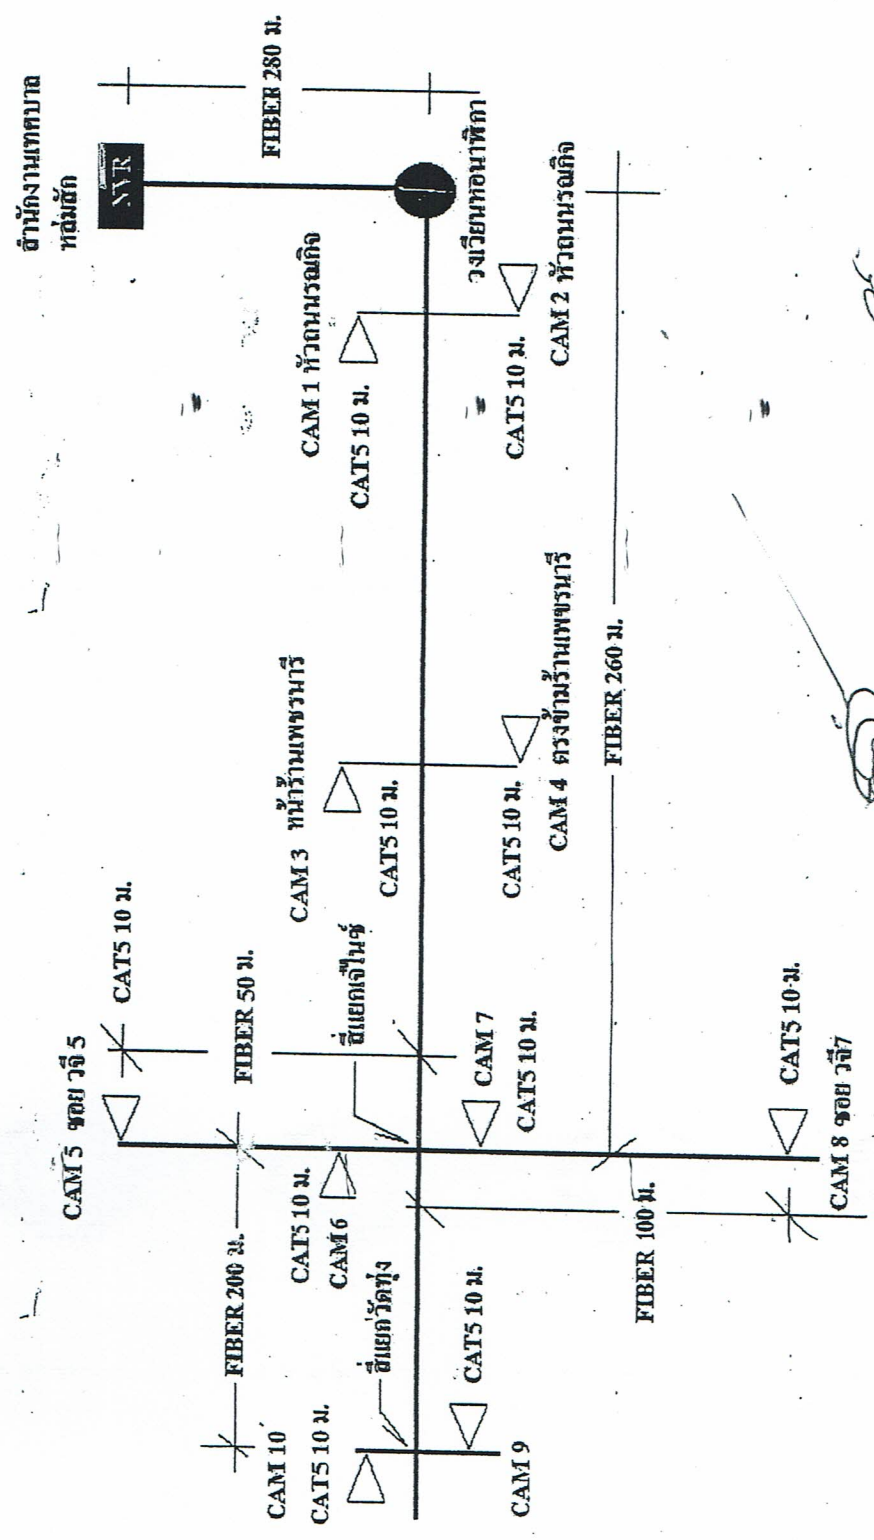 สำนักงานเทศบาล
หล่มสัก
NVR
FIBER 280 ม.
วงเวียนหอนาฬิกา
CAM 1 หัวถนนรณกิจ
CAT5 10 ม.
CAM 2 หัวถนนรณกิจ
CAT5 10 ม.
CAM 3 หน้าร้านเพชรนารี
CAT5 10 ม.
CAM 4 ตรงข้ามร้านเพชรนารี
CAT5 10 ม.
FIBER 260 ม.
CAM 5 ซอย วจี 5
CAT5 10 ม.
FIBER 50 ม.
สี่แยกเจ๊ไนซ์
CAT5 10 ม.
CAM 6
CAM 7
CAT5 10 ม.
CAM 8 ซอย วจี7
CAT5 10 ม.
FIBER 100 ม.
FIBER 200 ม.
สี่แยกวัดทุ่ง
CAM 10
CAT5 10 ม.
CAM 9
CAT5 10 ม.